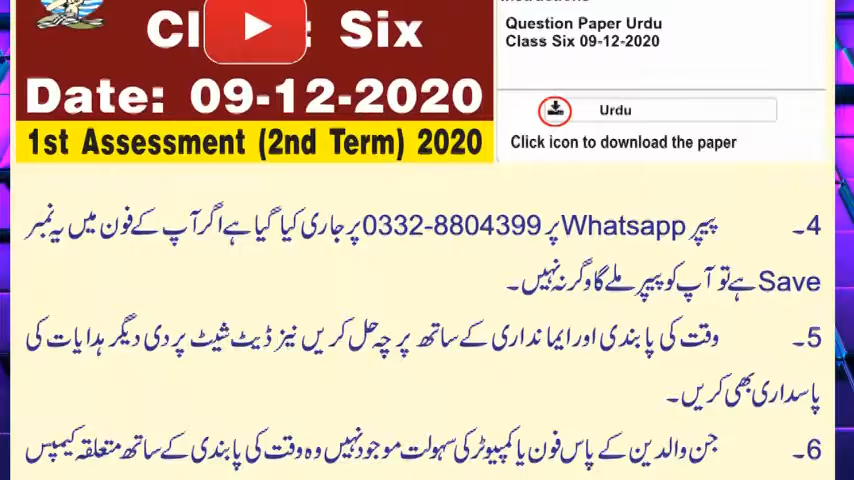 Class: Six
Date: 09-12-2020
1st Assessment (2nd Term) 2020
Instructions
Question Paper Urdu
Class Six 09-12-2020
Urdu
Click icon to download the paper
4۔ پیپر Whatsapp پر 0332-8804399 پر جاری کیا گیا ہے اگر آپ کے فون میں یہ نمبر
Save ہے تو آپ کو پیپر ملے گا وگرنہ نہیں۔
5۔ وقت کی پابندی اور ایمانداری کے ساتھ پرچہ حل کریں نیز ڈیٹ شیٹ پر دی دیگر ہدایات کی
پاسداری بھی کریں۔
6۔ جن والدین کے پاس فون یا کمپیوٹر کی سہولت موجود نہیں وہ وقت کی پابندی کے ساتھ متعلقہ کیمپس